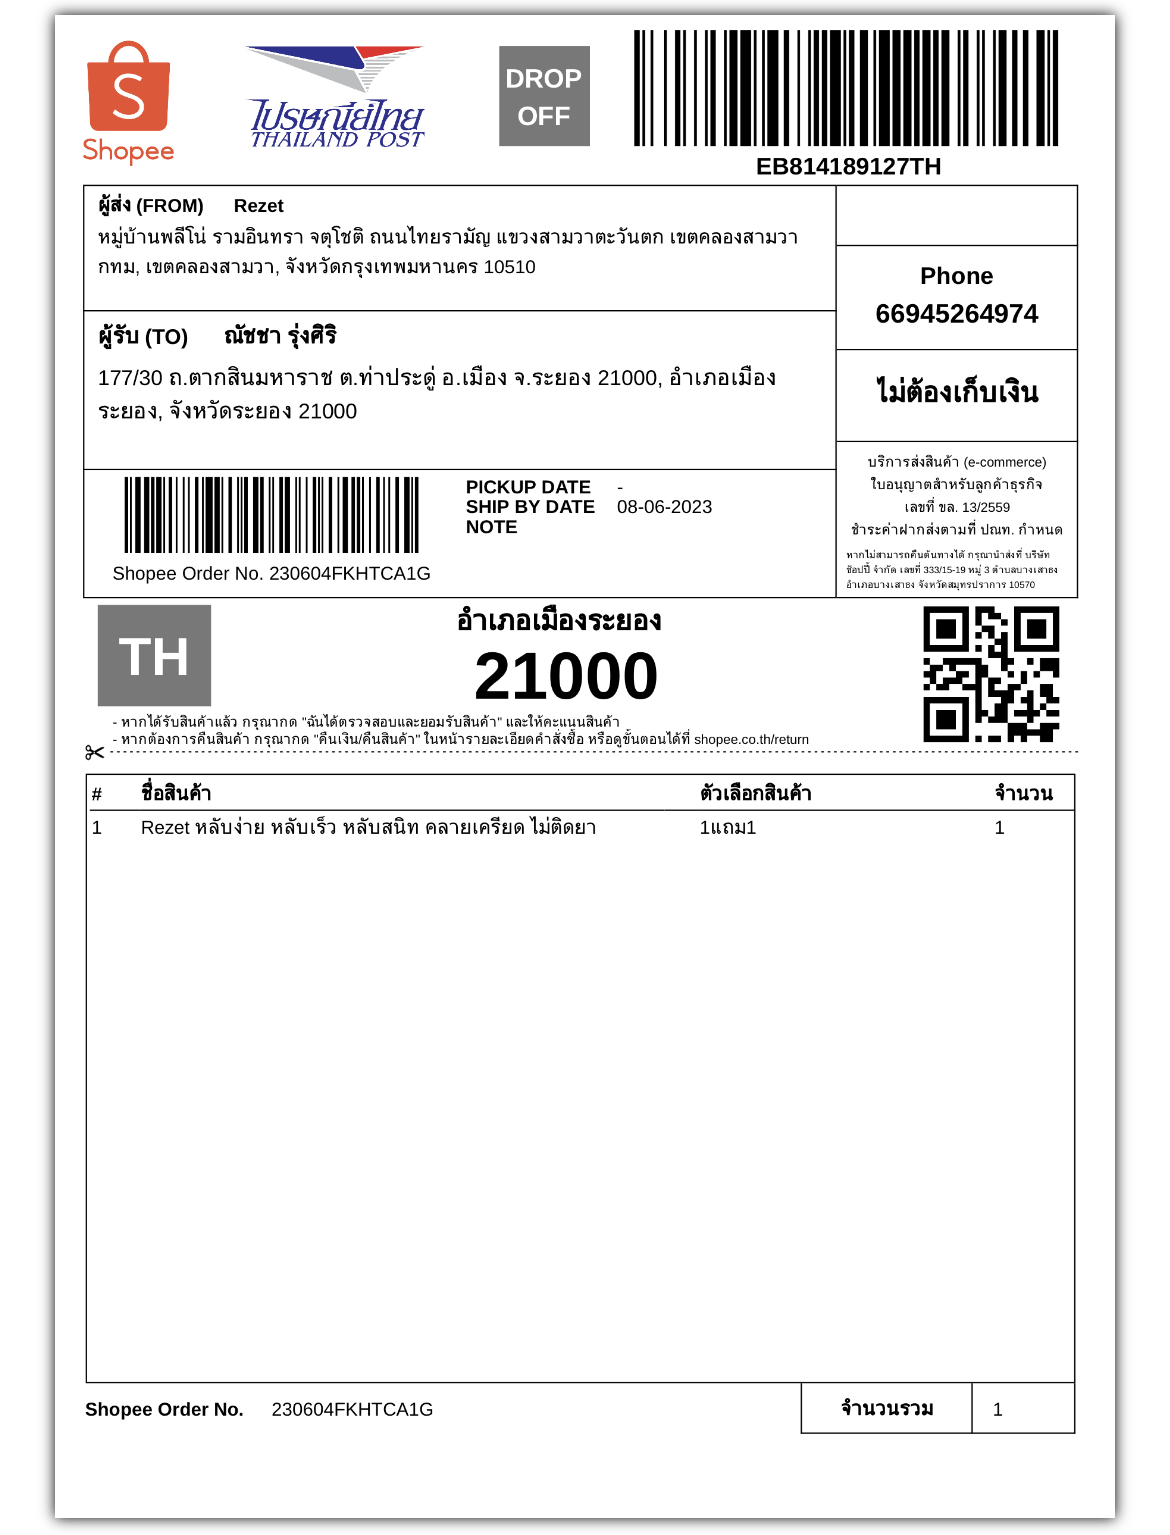 Shopee
ไปรษณีย์ไทย
THAILAND POST
DROP
OFF
EB814189127TH
ผู้ส่ง (FROM) Rezet
หมู่บ้านพลีโน่ รามอินทรา จตุโชติ ถนนไทยรามัญ แขวงสามวาตะวันตก เขตคลองสามวา
กทม, เขตคลองสามวา, จังหวัดกรุงเทพมหานคร 10510
Phone
66945264974
ผู้รับ (TO) ณัชชา รุ่งศิริ
177/30 ถ.ตากสินมหาราช ต.ท่าประดู่ อ.เมือง จ.ระยอง 21000, อำเภอเมือง
ระยอง, จังหวัดระยอง 21000
ไม่ต้องเก็บเงิน
บริการส่งสินค้า (e-commerce)
ใบอนุญาตสำหรับลูกค้าธุรกิจ
เลขที่ ขล. 13/2559
ชำระค่าฝากส่งตามที่ ปณท. กำหนด
หากไม่สามารถคืนต้นทางได้ กรุณานำส่งที่ บริษัท
ช้อปปี้ จำกัด เลขที่ 333/15-19 หมู่ 3 ตำบลบางเสาธง
อำเภอบางเสาธง จังหวัดสมุทรปราการ 10570
PICKUP DATE -
SHIP BY DATE 08-06-2023
NOTE
Shopee Order No. 230604FKHTCA1G
TH
อำเภอเมืองระยอง
21000
- หากได้รับสินค้าแล้ว กรุณากด "ฉันได้ตรวจสอบและยอมรับสินค้า" และให้คะแนนสินค้า
- หากต้องการคืนสินค้า กรุณากด "คืนเงิน/คืนสินค้า" ในหน้ารายละเอียดคำสั่งซื้อ หรือดูขั้นตอนได้ที่ shopee.co.th/return
# ชื่อสินค้า ตัวเลือกสินค้า จำนวน
1 Rezet หลับง่าย หลับเร็ว หลับสนิท คลายเครียด ไม่ติดยา 1แถม1 1
Shopee Order No. 230604FKHTCA1G จำนวนรวม 1